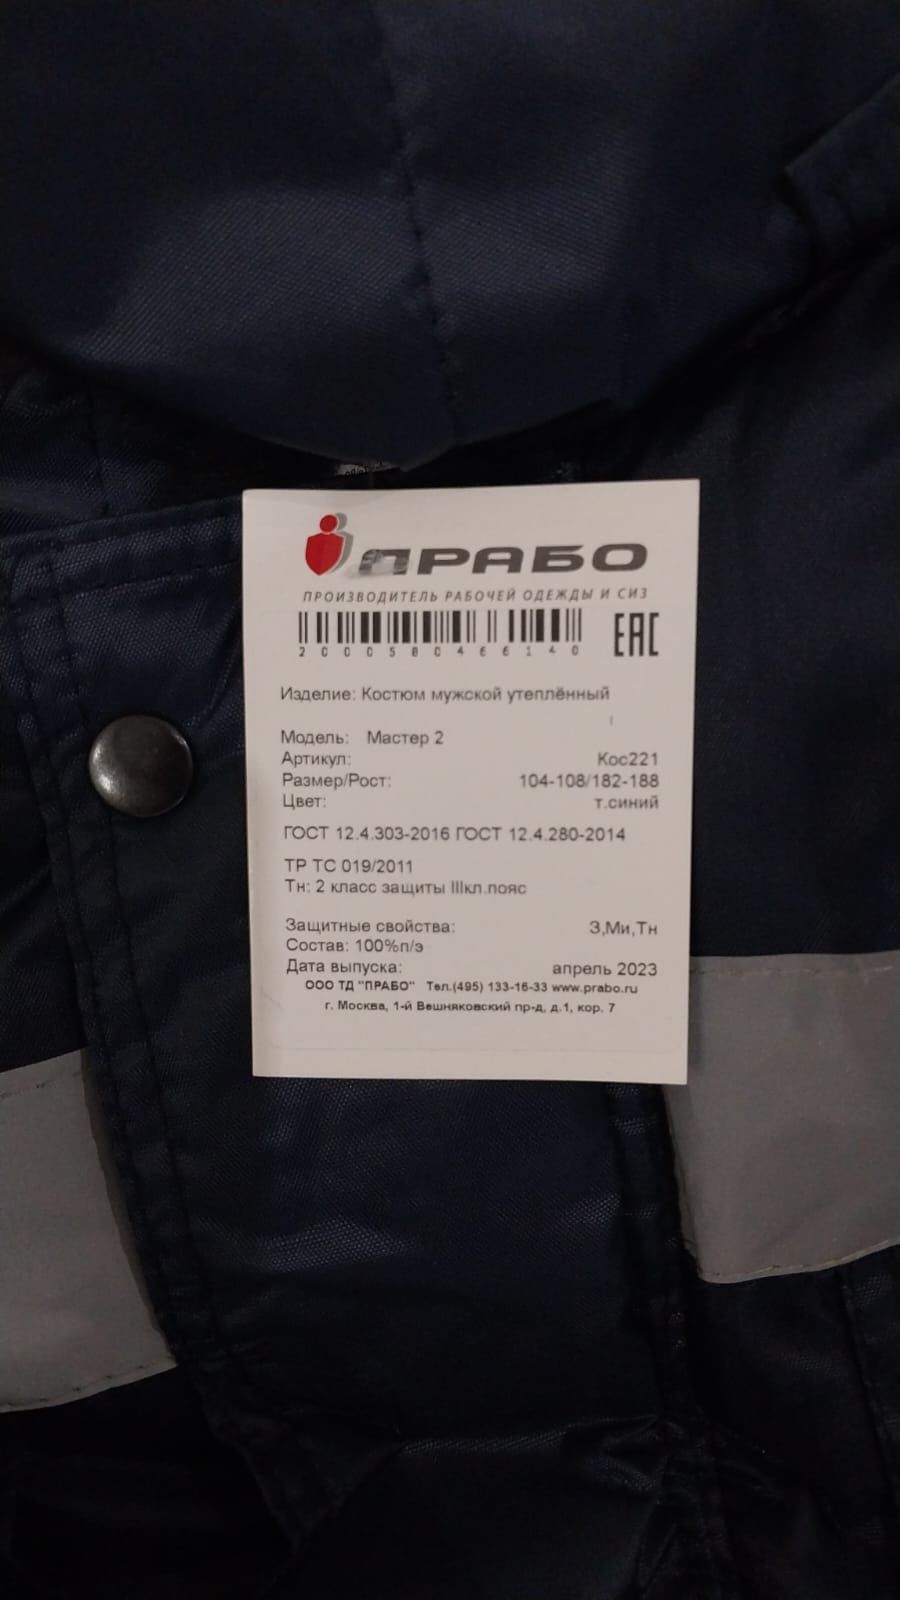 ПРАБО
ПРОИЗВОДИТЕЛЬ РАБОЧЕЙ ОДЕЖДЫ И СИЗ
2000580466140
EAC
Изделие: Костюм мужской утеплённый
Модель: Мастер 2
Артикул: Кос221
Размер/Рост: 104-108/182-188
Цвет: т.синий
ГОСТ 12.4.303-2016 ГОСТ 12.4.280-2014
ТР ТС 019/2011
Тн: 2 класс защиты IIIкл.пояс
Защитные свойства: З,Ми,Тн
Состав: 100%п/э
Дата выпуска: апрель 2023
ООО ТД "ПРАБО" Тел.(495) 133-16-33 www.prabo.ru
г. Москва, 1-й Вешняковский пр-д, д.1, кор. 7